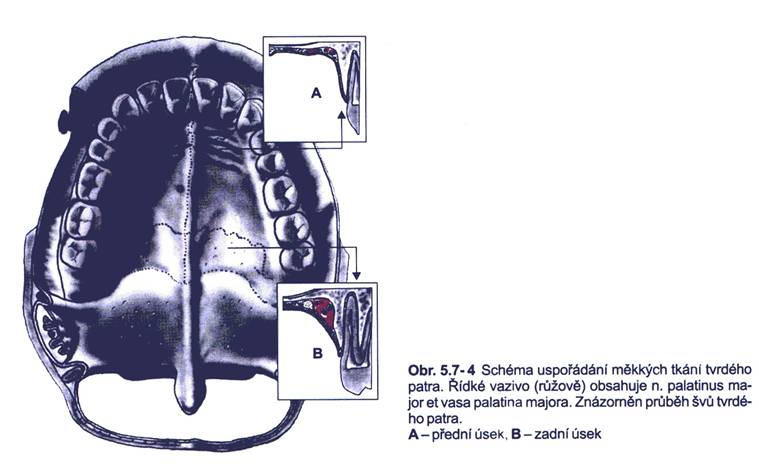 A
B
Obr. 5.7- 4 Schéma uspořádání měkkých tkání tvrdého
patra. Řídké vazivo (růžově) obsahuje n. palatinus ma-
jor et vasa palatina majora. Znázorněn průběh švů tvrdé-
ho patra.
A – přední úsek, B – zadní úsek